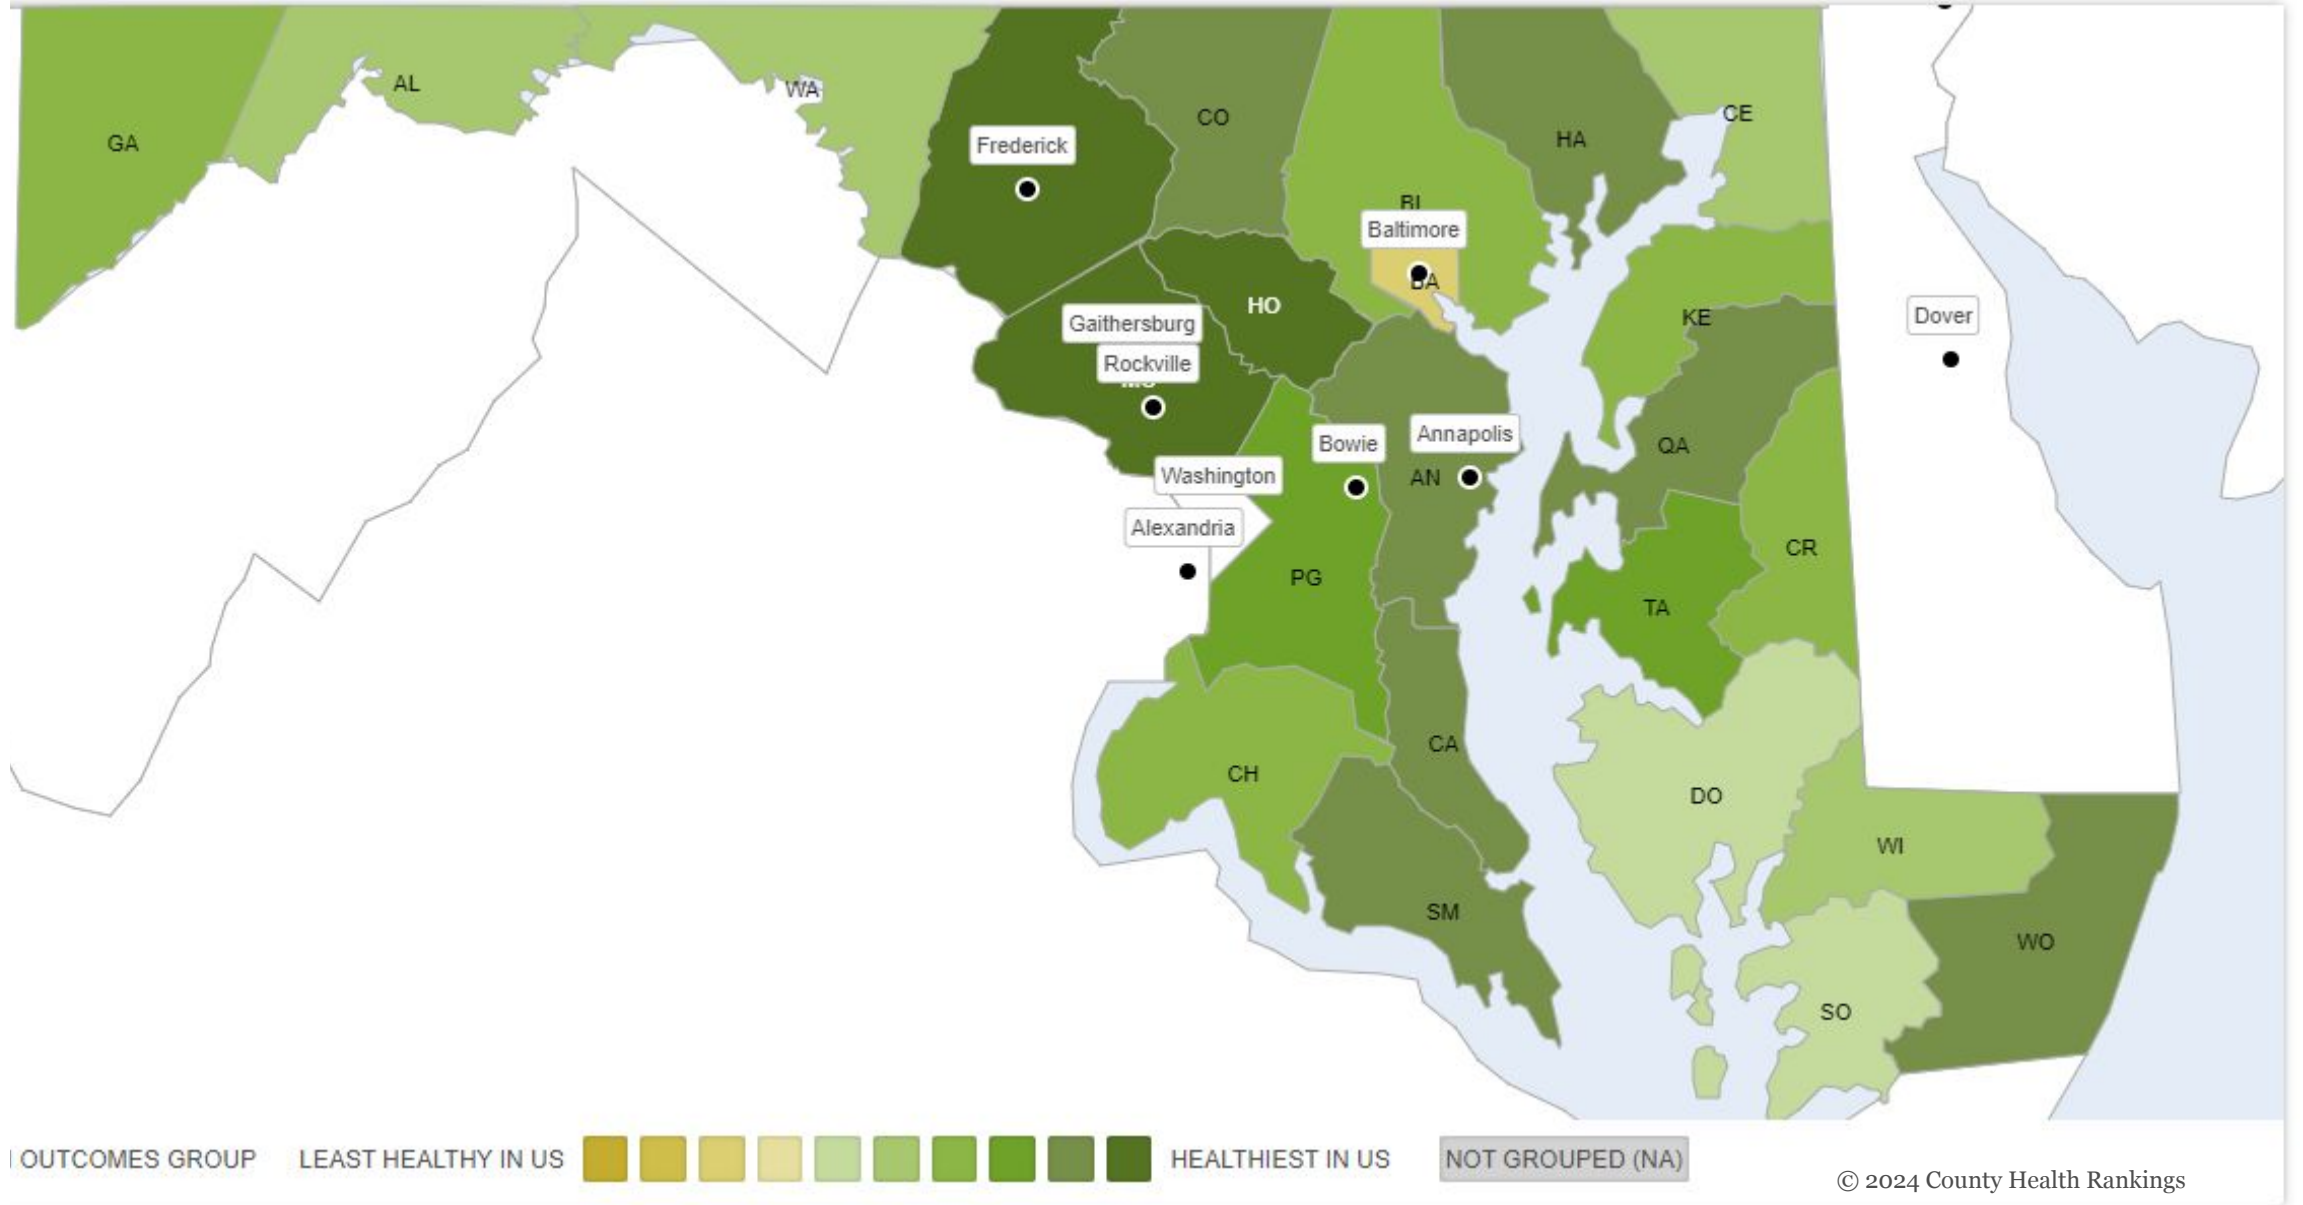 GA
AL
WA
CO
HA
CE
Frederick
Baltimore
BA
HO
Gaithersburg
Rockville
KE
Dover
Bowie
Annapolis
AN
QA
Washington
Alexandria
PG
CR
TA
CA
CH
DO
WI
SM
WO
SO
OUTCOMES GROUP LEAST HEALTHY IN US HEALTHIEST IN US NOT GROUPED (NA)
© 2024 County Health Rankings